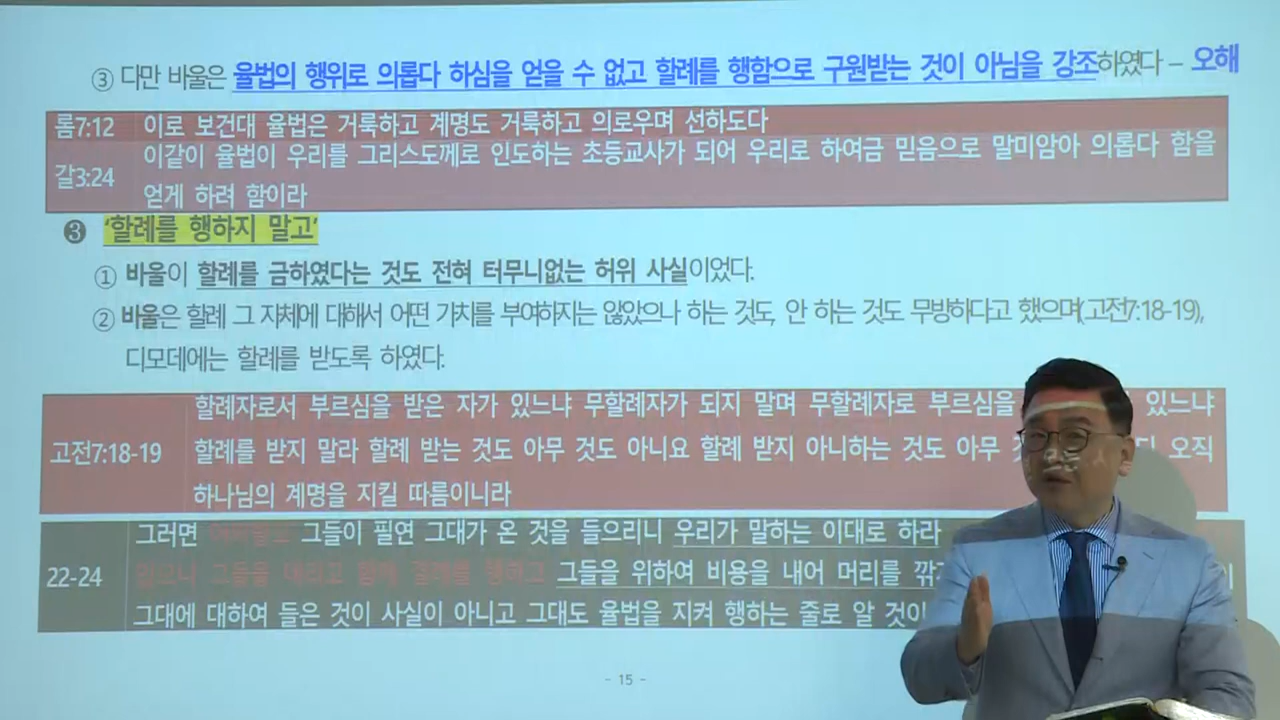 ③ 다만 바울은 율법의 행위로 의롭다 하심을 얻을 수 없고 할례를 행함으로 구원받는 것이 아님을 강조하였다 – 오해
롬7:12 이로 보건대 율법은 거룩하고 계명도 거룩하고 의로우며 선하도다
갈3:24 이같이 율법이 우리를 그리스도께로 인도하는 초등교사가 되어 우리로 하여금 믿음으로 말미암아 의롭다 함을
얻게 하려 함이라
❸ '할례를 행하지 말고'
① 바울이 할례를 금하였다는 것도 전혀 터무니없는 허위 사실이었다.
② 바울은 할례 그 자체에 대해서 어떤 가치를 부여하지는 않았으나 하는 것도, 안 하는 것도 무방하다고 했으며(고전7:18-19),
디모데에는 할례를 받도록 하였다.
할례자로서 부르심을 받은 자가 있느냐 무할례자가 되지 말며 무할례자로 부르심을 있느냐
고전7:18-19 할례를 받지 말라 할례 받는 것도 아무 것도 아니요 할례 받지 아니하는 것도 아무 오직
하나님의 계명을 지킬 따름이니라
그러면 그들이 필연 그대가 온 것을 들으리니 우리가 말하는 이대로 하라
22-24 있으니 그들을 데리고 함께 결례를 행하고 그들을 위하여 비용을 내어 머리를
그대에 대하여 들은 것이 사실이 아니고 그대도 율법을 지켜 행하는 줄로 알 것이
- 15 -